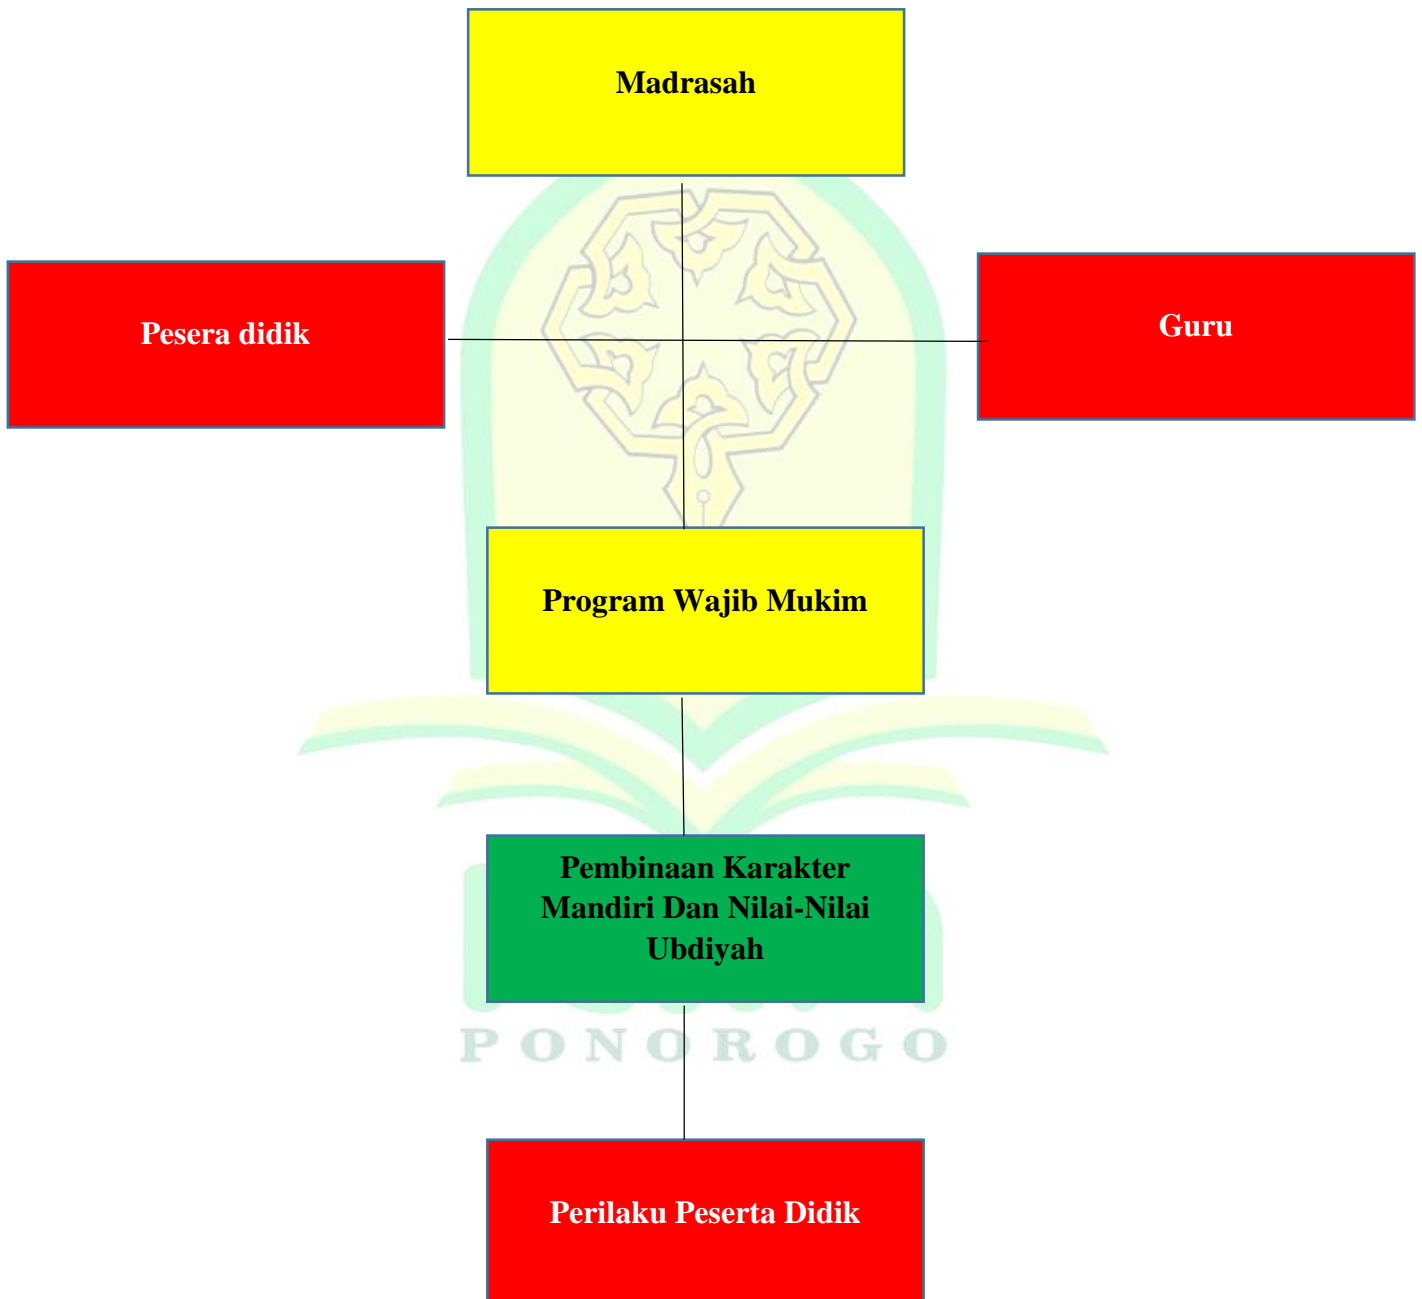 Madrasah
Pesera didik
Guru
Program Wajib Mukim
Pembinaan Karakter
Mandiri Dan Nilai-Nilai
Ubdiyah
PONOROGO
Perilaku Peserta Didik